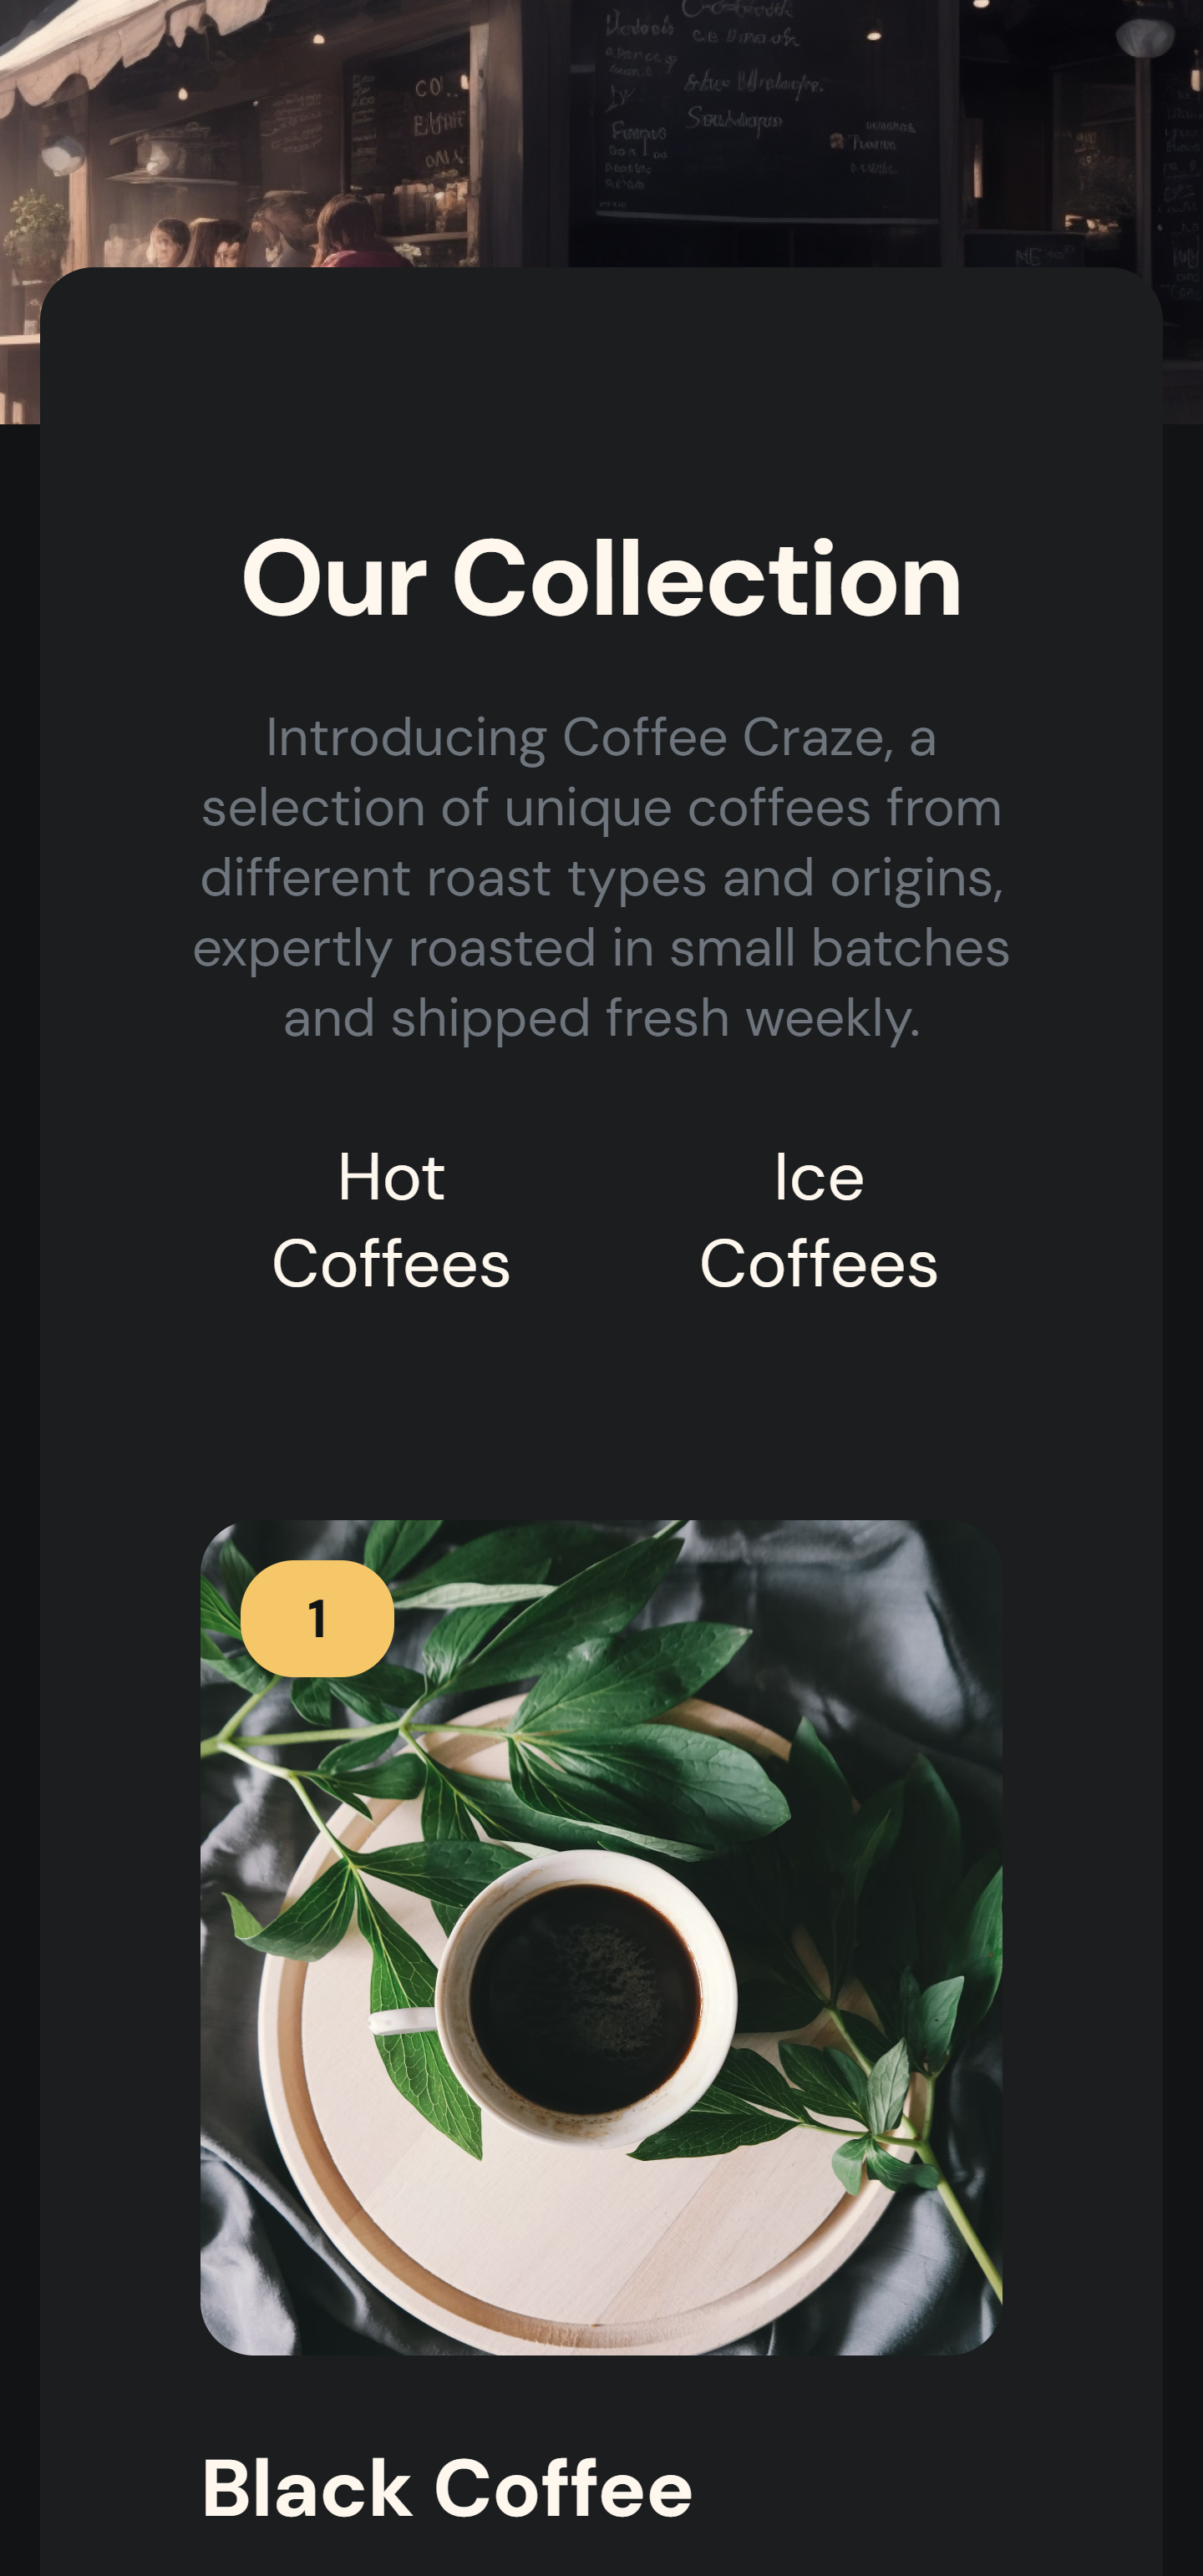 Our Collection
Introducing Coffee Craze, a
selection of unique coffees from
different roast types and origins,
expertly roasted in small batches
and shipped fresh weekly.
Hot
Coffees
Ice
Coffees
1
Black Coffee